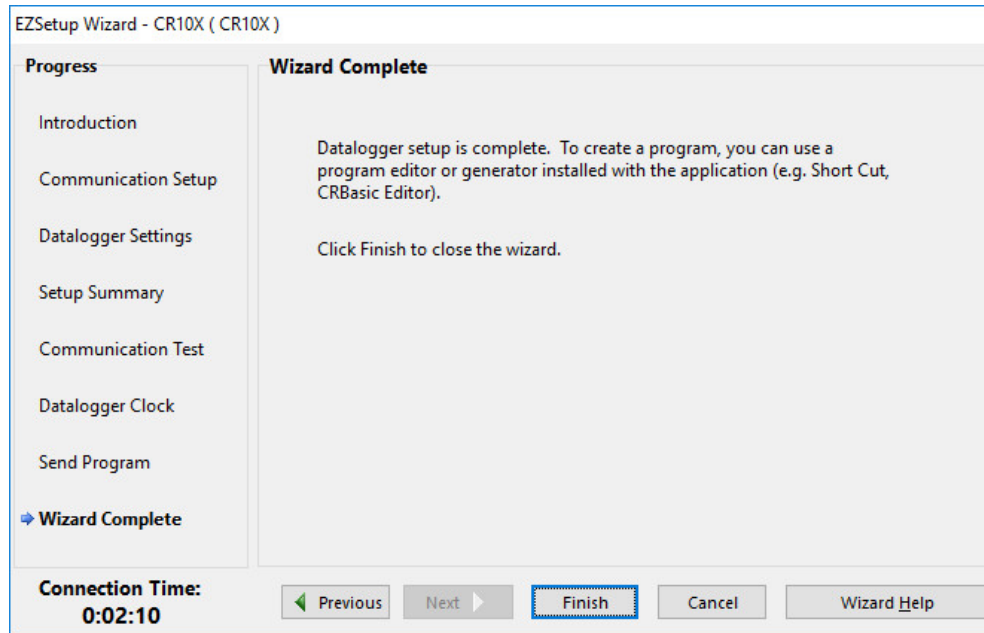 EZSetup Wizard - CR10X ( CR10X )
Progress
Introduction
Communication Setup
Datalogger Settings
Setup Summary
Communication Test
Datalogger Clock
Send Program
Wizard Complete
Connection Time:
0:02:10
Wizard Complete
Datalogger setup is complete.  To create a program, you can use a
program editor or generator installed with the application (e.g. Short Cut,
CRBasic Editor).
Click Finish to close the wizard.
Previous
Next
Finish
Cancel
Wizard Help